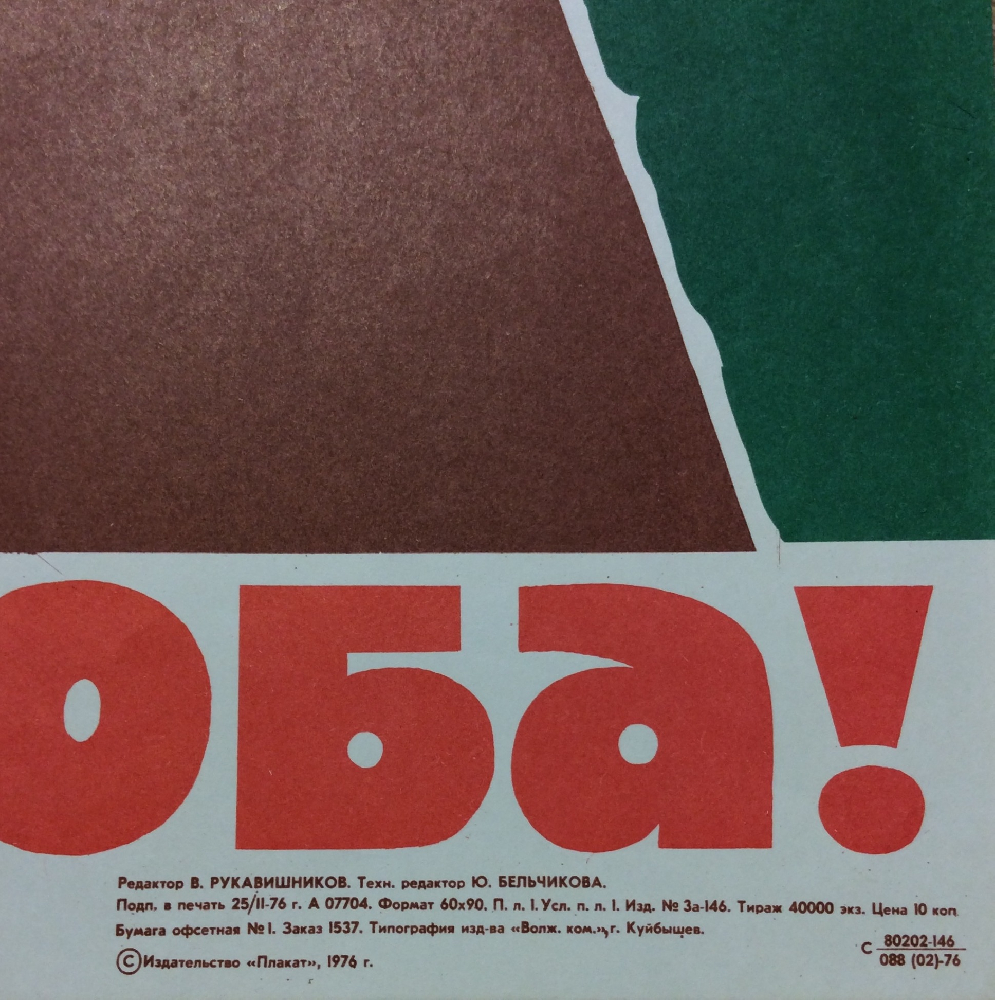 ОБа!
Редактор В. РУКАВИШНИКОВ. Техн. редактор Ю. БЕЛЬЧИКОВА.
Подп. в печать 25/II-76 г. А 07704. Формат 60x90. П. л. 1. Усл. п. л. 1. Изд. № 3а-146. Тираж 40000 экз. Цена 10 коп.
Бумага офсетная №1. Заказ 1537. Типография изд-ва «Волж. ком.», г. Куйбышев.
© Издательство «Плакат», 1976 г.
С 80202-146
088 (02)-76